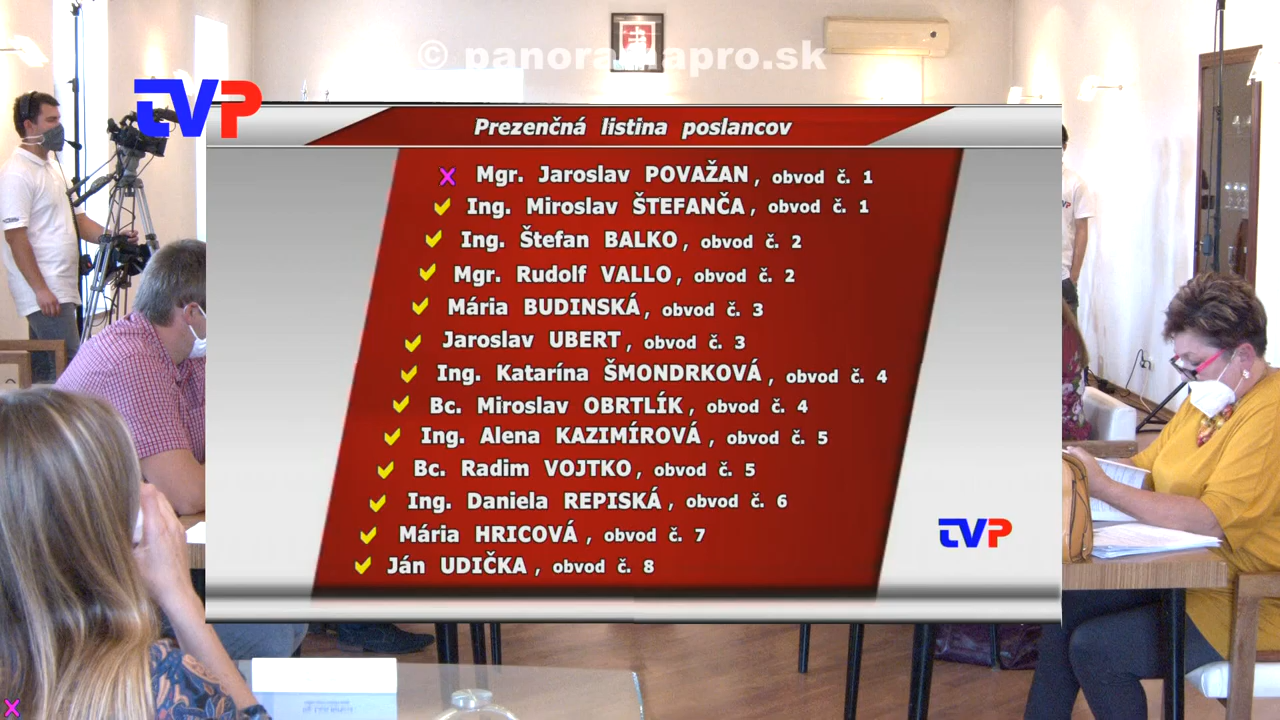 © panoramapro.sk
TVP
Prezenčná listina poslancov
Mgr. Jaroslav POVAŽAN, obvod č. 1
Ing. Miroslav ŠTEFANČA, obvod č. 1
Ing. Štefan BALKO, obvod č. 2
Mgr. Rudolf VALLO, obvod č. 2
Mária BUDINSKÁ, obvod č. 3
Jaroslav UBERT, obvod č. 3
Ing. Katarína ŠMONDRKOVÁ, obvod č. 4
Bc. Miroslav OBRTLÍK, obvod č. 4
Ing. Alena KAZIMÍROVÁ, obvod č. 5
Bc. Radim VOJTKO, obvod č. 5
Ing. Daniela REPISKÁ, obvod č. 6
Mária HRICOVÁ, obvod č. 7
Ján UDIČKA, obvod č. 8
TVP